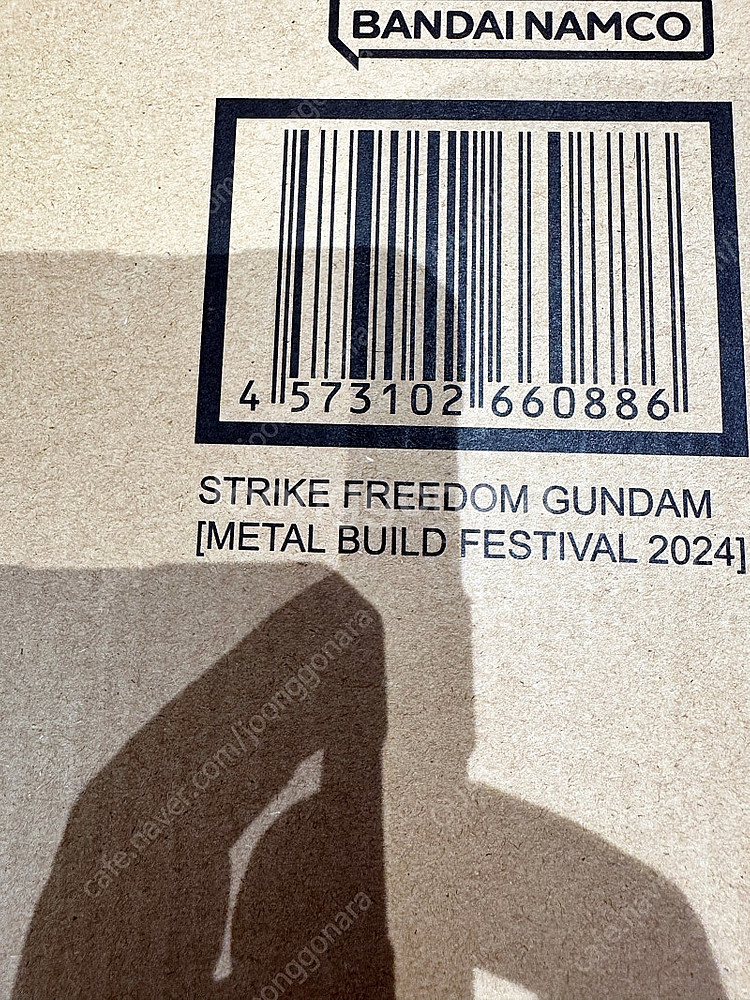 BANDAI NAMCO
4 573102 660886
STRIKE FREEDOM GUNDAM
[METAL BUILD FESTIVAL 2024]
cafe.naver.com/joonggonara